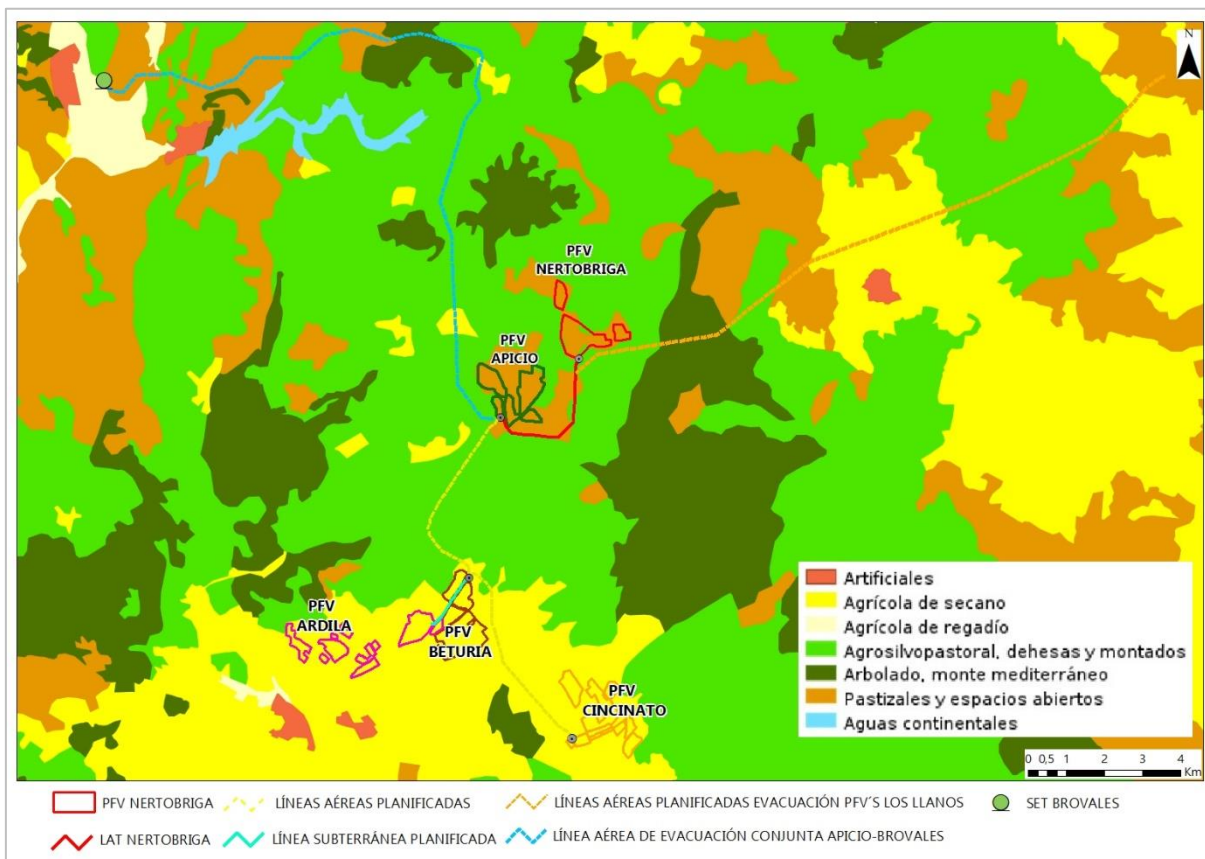 N
PFV
NERTOBRIGA
PFV
APICIO
PFV
ARDILA
PFV
BETURIA
PFV
CINCINATO
Artificiales
Agrícola de secano
Agrícola de regadío
Agrosilvopastoral, dehesas y montados
Arbolado, monte mediterráneo
Pastizales y espacios abiertos
Aguas continentales
0 0,5 1 2 3 4
Km
PFV NERTOBRIGA
LÍNEAS AÉREAS PLANIFICADAS
LÍNEAS AÉREAS PLANIFICADAS EVACUACIÓN PFV´S LOS LLANOS
SET BROVALES
LAT NERTOBRIGA
LÍNEA SUBTERRÁNEA PLANIFICADA
LÍNEA AÉREA DE EVACUACIÓN CONJUNTA APICIO-BROVALES